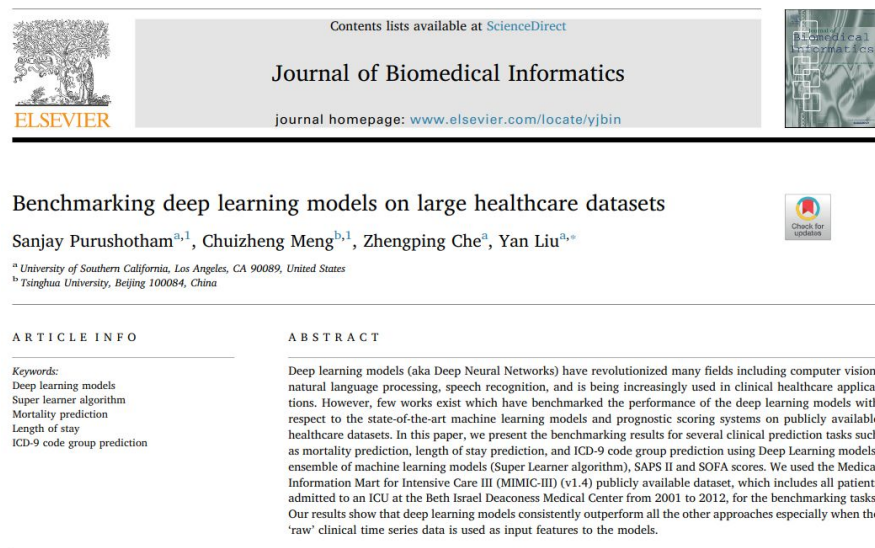 Contents lists available at ScienceDirect
Journal of Biomedical Informatics
journal homepage: www.elsevier.com/locate/yjbin
ELSEVIER
Biomedical
Informatics
Benchmarking deep learning models on large healthcare datasets
Check for
updates
Sanjay Purushotham a,1, Chuizheng Meng b,1, Zhengping Che a, Yan Liu a,*
a University of Southern California, Los Angeles, CA 90089, United States
b Tsinghua University, Beijing 100084, China
ARTICLE INFO
Keywords:
Deep learning models
Super learner algorithm
Mortality prediction
Length of stay
ICD-9 code group prediction
ABSTRACT
Deep learning models (aka Deep Neural Networks) have revolutionized many fields including computer vision
natural language processing, speech recognition, and is being increasingly used in clinical healthcare applica
tions. However, few works exist which have benchmarked the performance of the deep learning models with
respect to the state-of-the-art machine learning models and prognostic scoring systems on publicly available
healthcare datasets. In this paper, we present the benchmarking results for several clinical prediction tasks such
as mortality prediction, length of stay prediction, and ICD-9 code group prediction using Deep Learning models
ensemble of machine learning models (Super Learner algorithm), SAPS II and SOFA scores. We used the Medica
Information Mart for Intensive Care III (MIMIC-III) (v1.4) publicly available dataset, which includes all patient
admitted to an ICU at the Beth Israel Deaconess Medical Center from 2001 to 2012, for the benchmarking tasks
Our results show that deep learning models consistently outperform all the other approaches especially when the
‘raw’ clinical time series data is used as input features to the models.